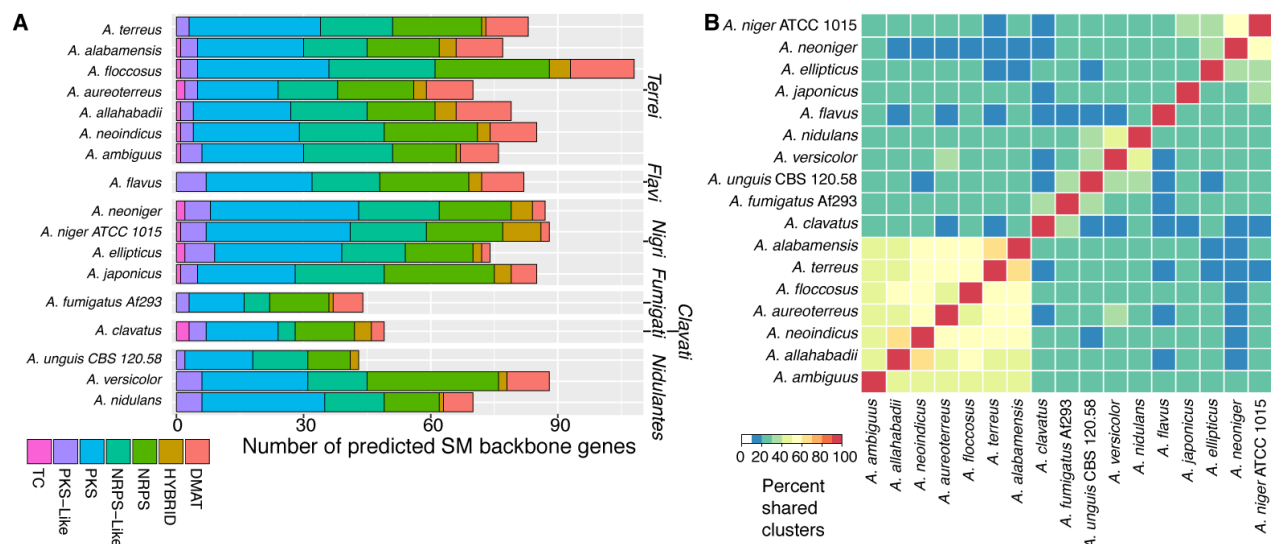 A
A. terreus
A. alabamensis
A. floccosus
A. aureoterreus
A. allahabadii
A. neoindicus
A. ambiguus
A. flavus
A. neoniger
A. niger ATCC 1015
A. ellipticus
A. japonicus
A. fumigatus Af293
A. clavatus
A. unguis CBS 120.58
A. versicolor
A. nidulans
Terrei
Flavi
Nigri
Fumigati
Clavati
Nidulantes
0 30 60 90
Number of predicted SM backbone genes
TC
PKS-Like
PKS
NRPS-Like
NRPS
HYBRID
DMAT
B
A. niger ATCC 1015
A. neoniger
A. ellipticus
A. japonicus
A. flavus
A. nidulans
A. versicolor
A. unguis CBS 120.58
A. fumigatus Af293
A. clavatus
A. alabamensis
A. terreus
A. floccosus
A. aureoterreus
A. neoindicus
A. allahabadii
A. ambiguus
0 20 40 60 80 100
Percent
shared
clusters
A. ambiguus
A. allahabadii
A. neoindicus
A. aureoterreus
A. floccosus
A. terreus
A. alabamensis
A. clavatus
A. fumigatus Af293
A. unguis CBS 120.58
A. versicolor
A. nidulans
A. flavus
A. japonicus
A. ellipticus
A. neoniger
A. niger ATCC 1015